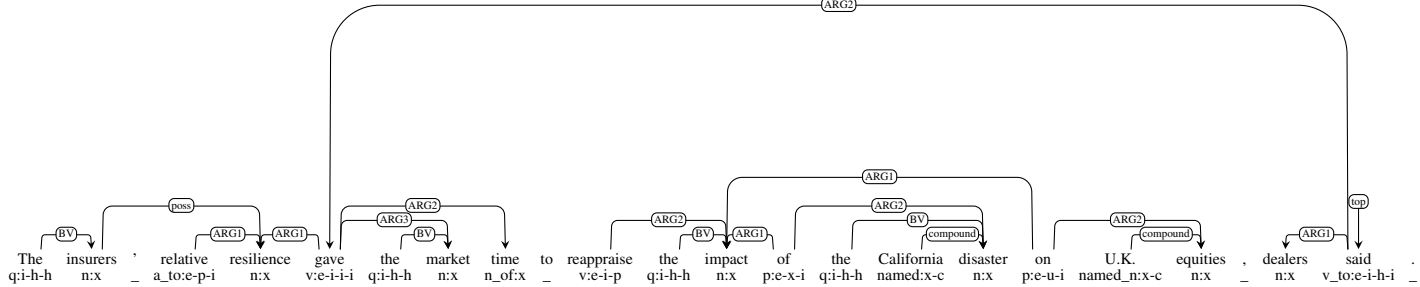 ARG2
ARG1
poss ARG2 ARG2 top
ARG3 ARG2 BV ARG2
BV ARG1 ARG1 BV BV ARG1 compound compound ARG1
The insurers ' relative resilience gave the market time to reappraise the impact of the California disaster on U.K. equities , dealers said .
q:i-h-h n:x _ a_to:e-p-i n:x v:e-i-i-i q:i-h-h n:x n_of:x _ v:e-i-p q:i-h-h n:x p:e-x-i q:i-h-h named:x-c n:x p:e-u-i named_n:x-c n:x _ n:x v_to:e-i-h-i _